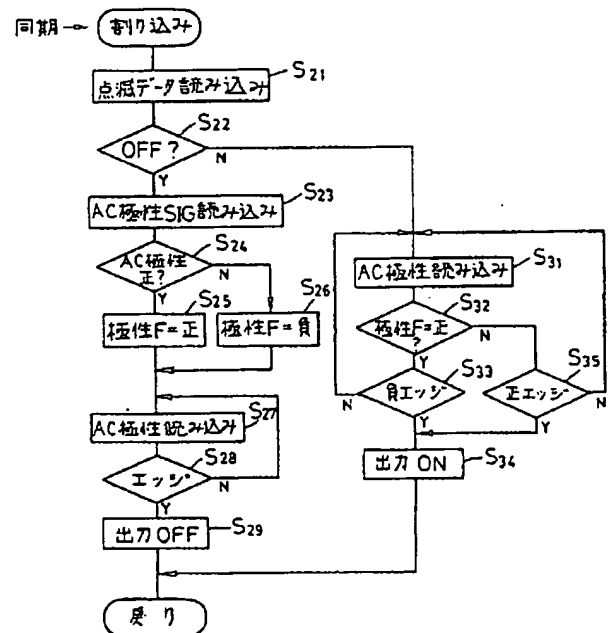 同期→ 割り込み
S21
点滅データ読み込み
S22
OFF?
N
Y
S23
AC極性SIG読み込み
S24
AC極性
正?
N
Y
S25
極性F=正
S26
極性F=負
S27
AC極性読み込み
S28
エッジ
N
Y
S29
出力OFF
戻り
S31
AC極性読み込み
S32
極性F=正
?
N
Y
S33
負エッジ
N
Y
S35
正エッジ
N
Y
S34
出力ON